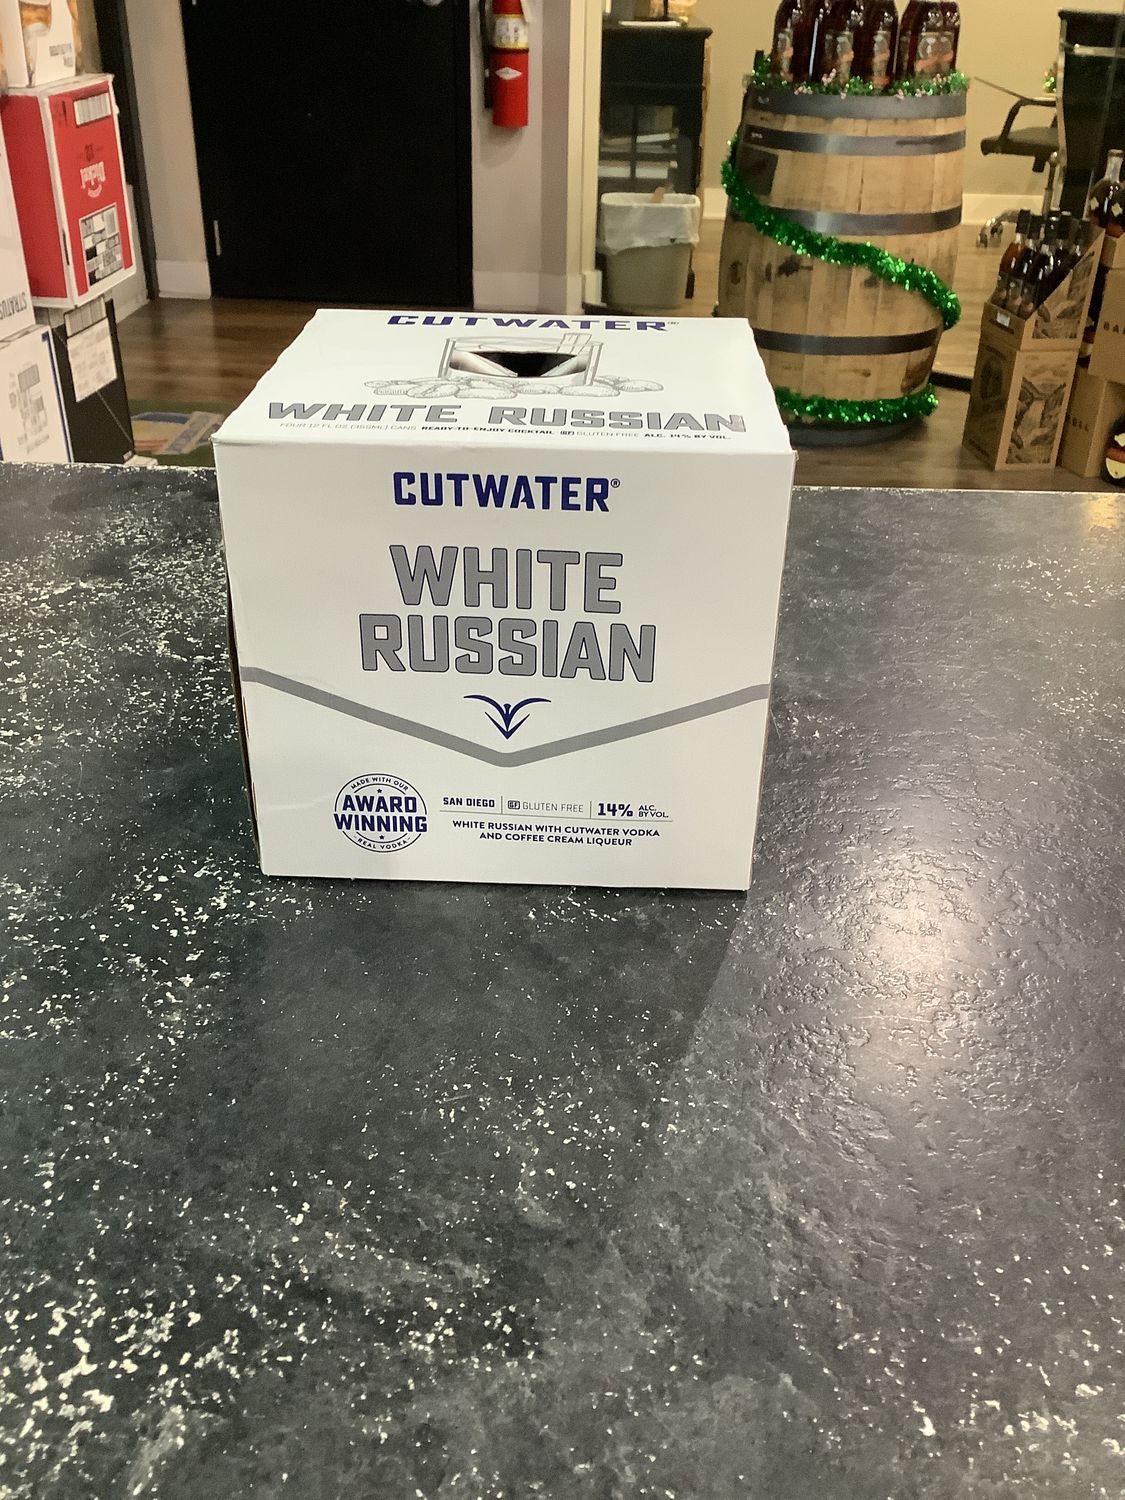 CUTWATER®
WHITE RUSSIAN
FOUR 12 FL OZ (355ML) CANS READY-TO-ENJOY COCKTAIL GF GLUTEN FREE ALC. 14% BY VOL.
CUTWATER®
WHITE
RUSSIAN
MADE WITH OUR
AWARD
WINNING
REAL VODKA
SAN DIEGO GF GLUTEN FREE 14% ALC. BY VOL.
WHITE RUSSIAN WITH CUTWATER VODKA
AND COFFEE CREAM LIQUEUR
STRATUS